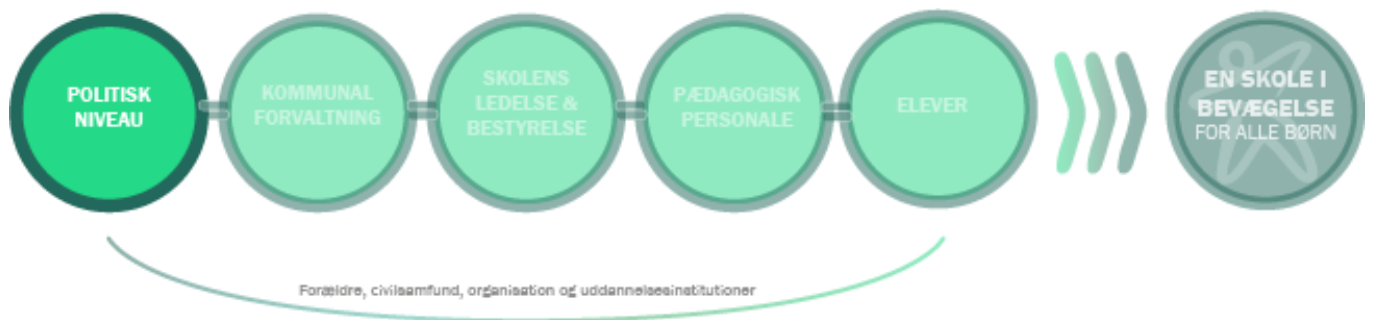 POLITISK
NIVEAU
KOMMUNAL
FORVALTNING
SKOLENS
LEDELSE &
BESTYRELSE
PÆDAGOGISK
PERSONALE
ELEVER
EN SKOLE I
BEVÆGELSE
FOR ALLE BØRN
Forældre, civilsamfund, organisation og uddannelsesinstitutioner